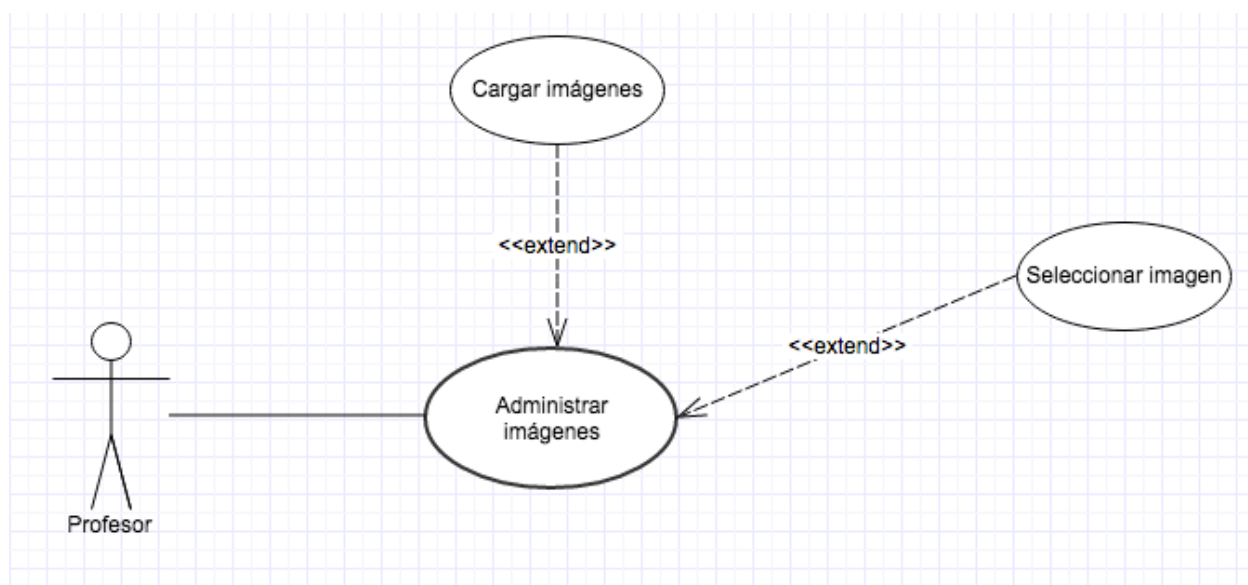 Cargar imágenes
<<extend>>
Seleccionar imagen
<<extend>>
Administrar
imágenes
Profesor